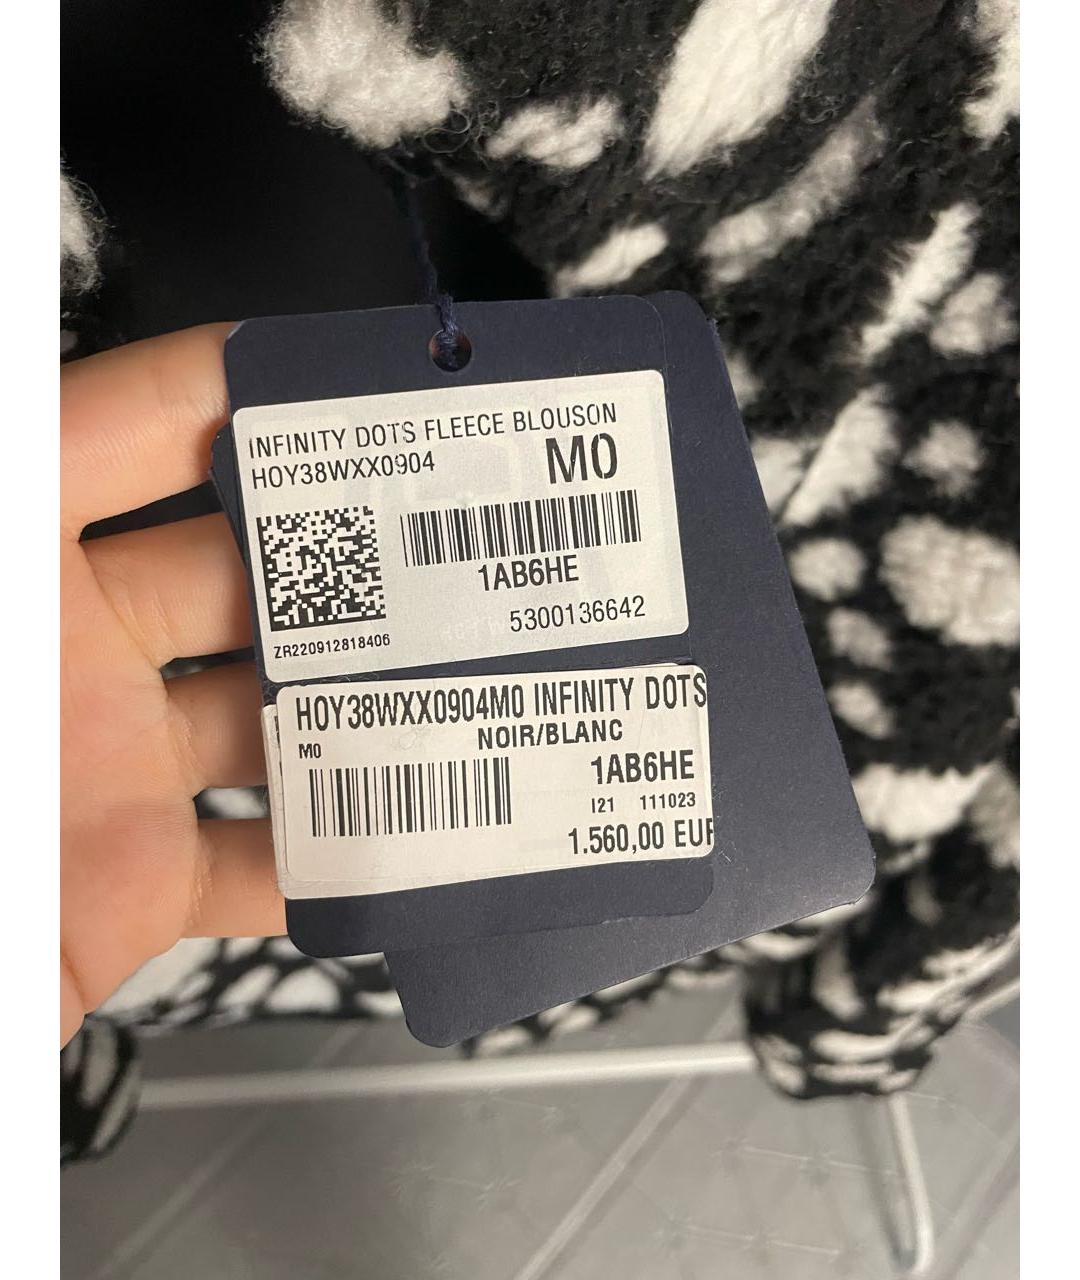 INFINITY DOTS FLEECE BLOUSON
HOY38WXX0904
M0
1AB6HE
5300136642
ZR220912818406
HOY38WXX0904M0 INFINITY DOTS
M0
NOIR/BLANC
1AB6HE
I21 111023
1.560,00 EUR